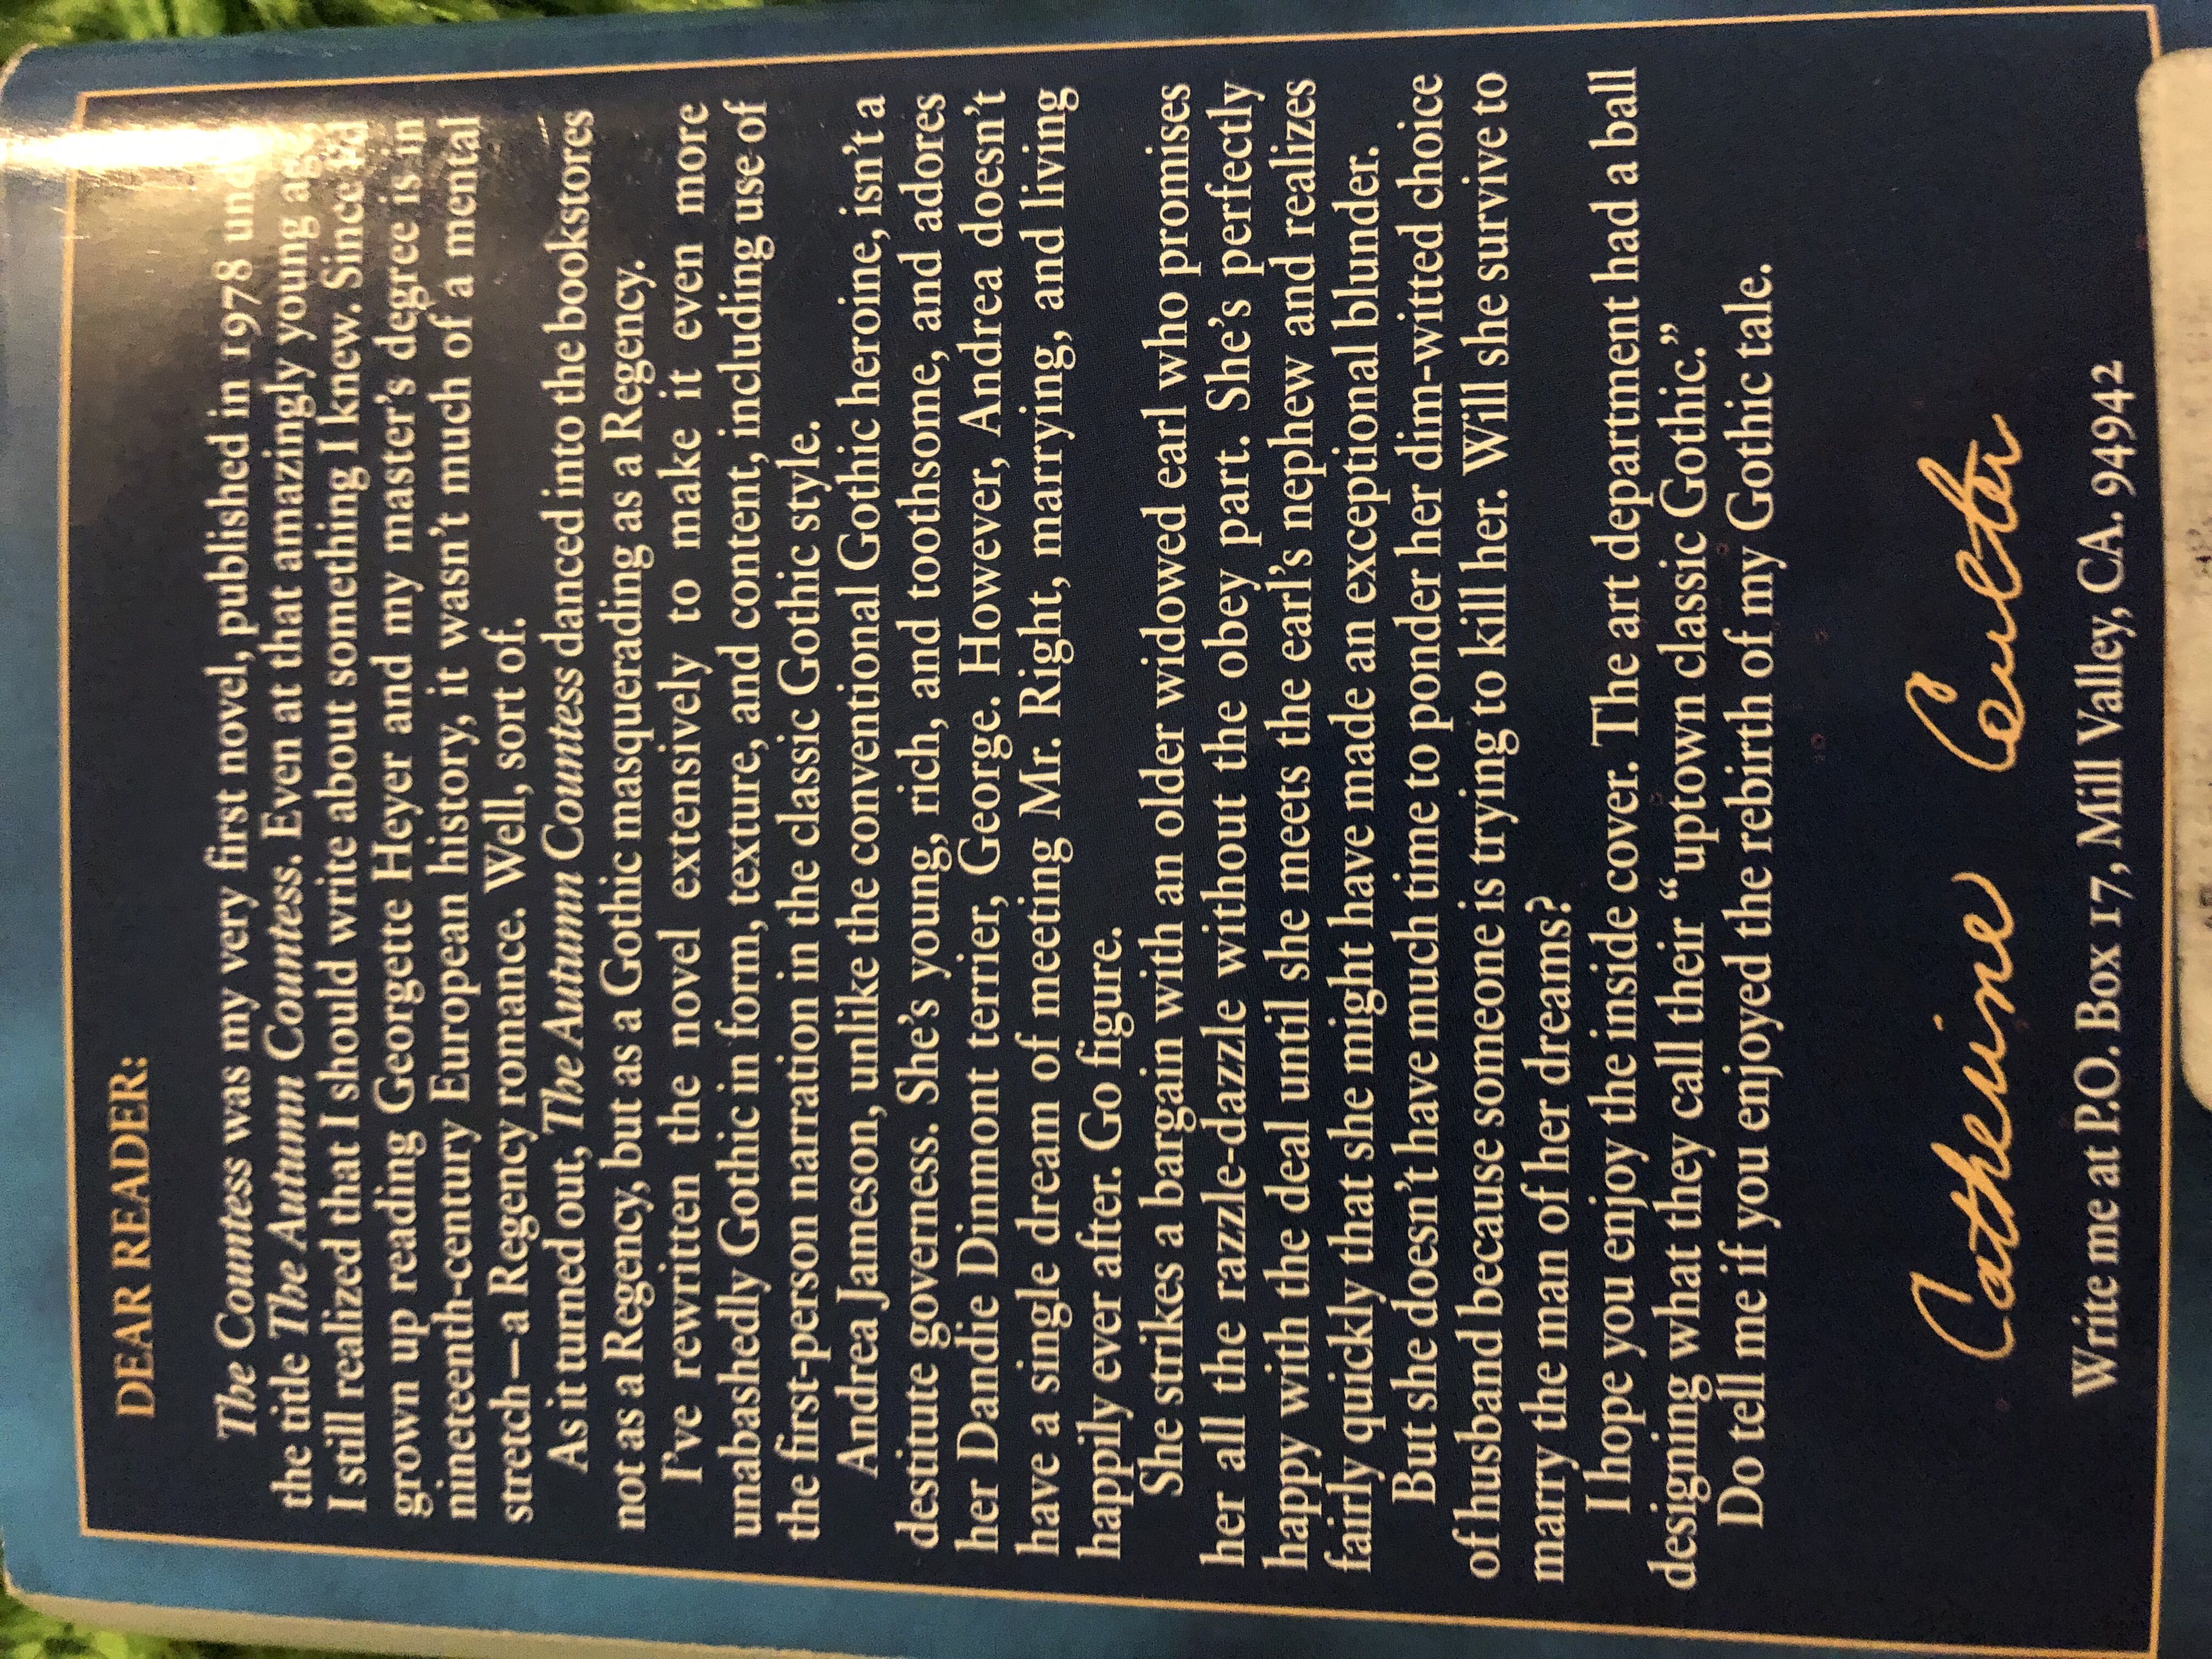 DEAR READER:
The Countess was my very first novel, published in 1978 under
the title The Autumn Countess. Even at that amazingly young age,
I still realized that I should write about something I knew. Since I'd
grown up reading Georgette Heyer and my master's degree is in
nineteenth-century European history, it wasn't much of a mental
stretch—a Regency romance. Well, sort of.
As it turned out, The Autumn Countess danced into the bookstores
not as a Regency, but as a Gothic masquerading as a Regency.
I've rewritten the novel extensively to make it even more
unabashedly Gothic in form, texture, and content, including use of
the first-person narration in the classic Gothic style.
Andrea Jameson, unlike the conventional Gothic heroine, isn't a
destitute governess. She's young, rich, and toothsome, and adores
her Dandie Dinmont terrier, George. However, Andrea doesn't
have a single dream of meeting Mr. Right, marrying, and living
happily ever after. Go figure.
She strikes a bargain with an older widowed earl who promises
her all the razzle-dazzle without the obey part. She's perfectly
happy with the deal until she meets the earl's nephew and realizes
fairly quickly that she might have made an exceptional blunder.
But she doesn't have much time to ponder her dim-witted choice
of husband because someone is trying to kill her. Will she survive to
marry the man of her dreams?
I hope you enjoy the inside cover. The art department had a ball
designing what they call their “uptown classic Gothic.”
Do tell me if you enjoyed the rebirth of my Gothic tale.
Catherine Coulter
Write me at P.O. Box 17, Mill Valley, CA. 94942